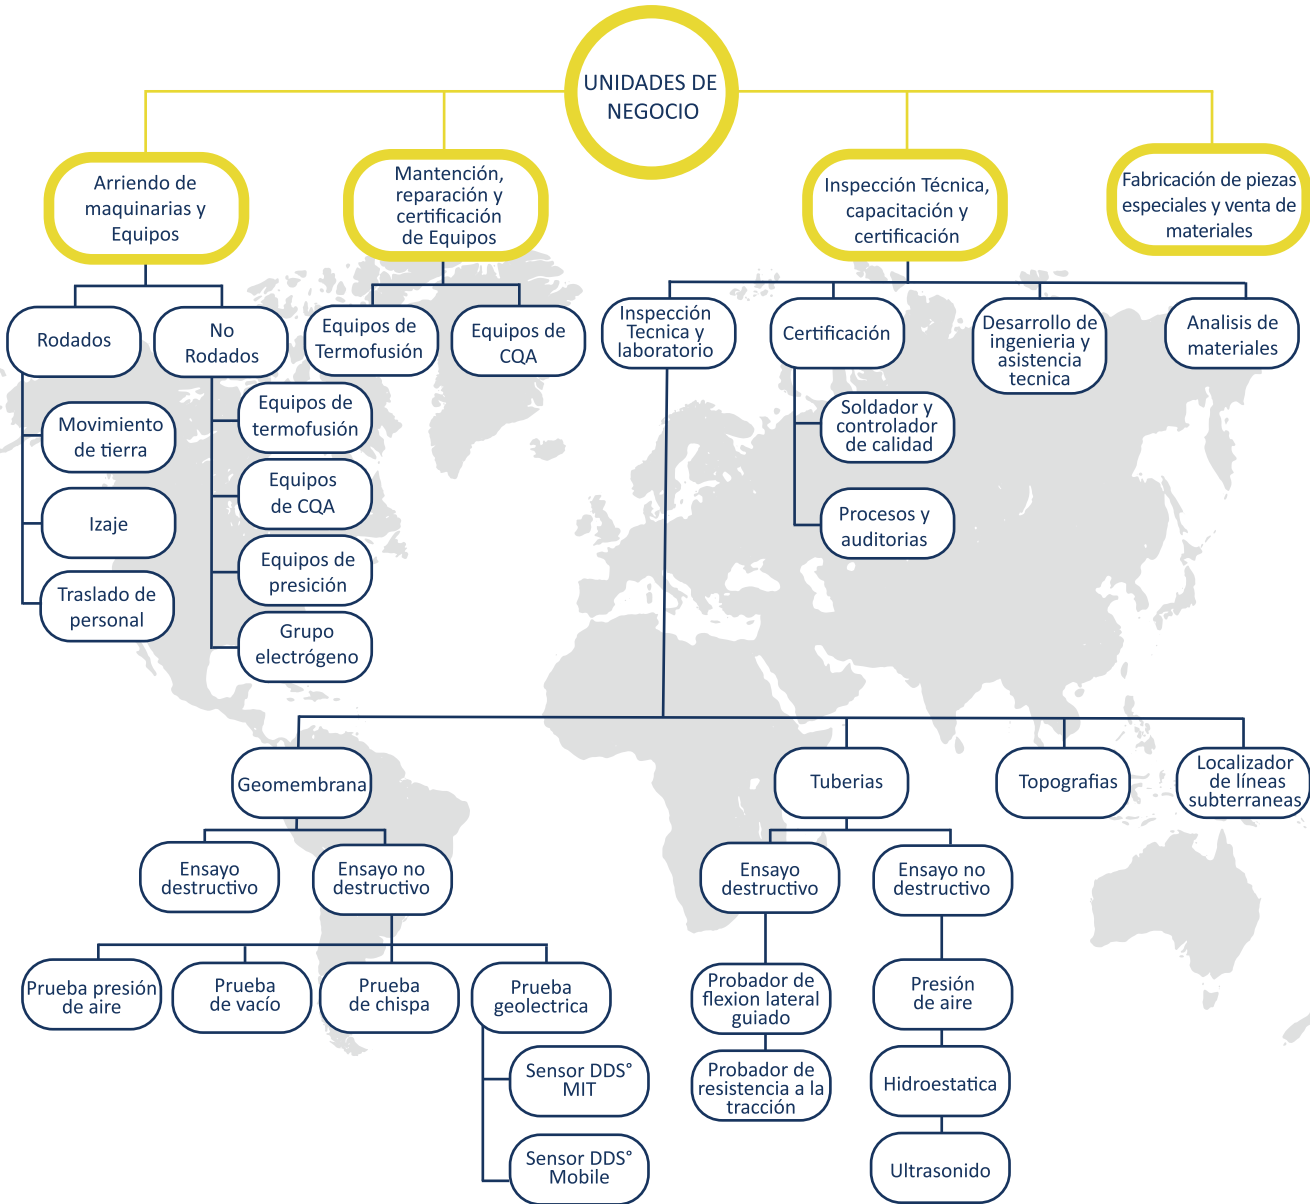 UNIDADES DE
NEGOCIO
Arriendo de
maquinarias y
Equipos
Mantención,
reparación y
certificación
de Equipos
Inspección Técnica,
capacitación y
certificación
Fabricación de piezas
especiales y venta de
materiales
Rodados
No
Rodados
Equipos de
Termofusión
Equipos de
CQA
Inspección
Tecnica y
laboratorio
Certificación
Desarrollo de
ingenieria y
asistencia
tecnica
Analisis de
materiales
Movimiento
de tierra
Izaje
Traslado de
personal
Equipos de
termofusión
Equipos
de CQA
Equipos de
presición
Grupo
electrógeno
Soldador y
controlador
de calidad
Procesos y
auditorias
Geomembrana
Tuberias
Topografias
Localizador
de líneas
subterraneas
Ensayo
destructivo
Ensayo no
destructivo
Ensayo
destructivo
Ensayo no
destructivo
Prueba presión
de aire
Prueba
de vacío
Prueba
de chispa
Prueba
geolectrica
Sensor DDS°
MIT
Sensor DDS°
Mobile
Probador de
flexion lateral
guiado
Probador de
resistencia a la
tracción
Presión
de aire
Hidroestatica
Ultrasonido